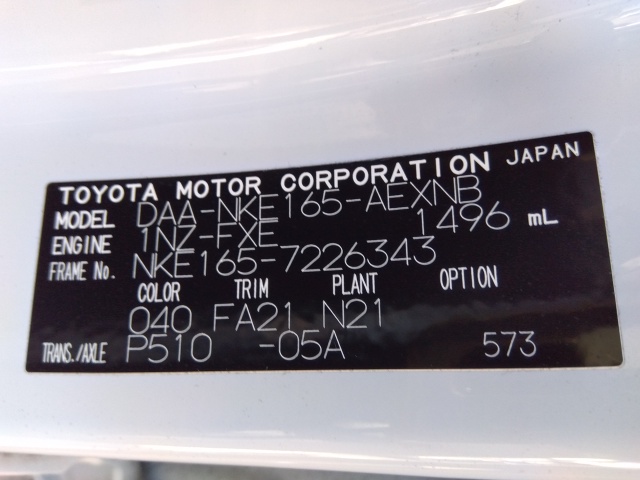 TOYOTA MOTOR CORPORATION JAPAN
MODEL DAA-NKE165-AEXNB
ENGINE 1NZ-FXE 1496 mL
FRAME No. NKE165-7226343
COLOR TRIM PLANT OPTION
040 FA21 N21
TRANS./AXLE P510 -05A 573